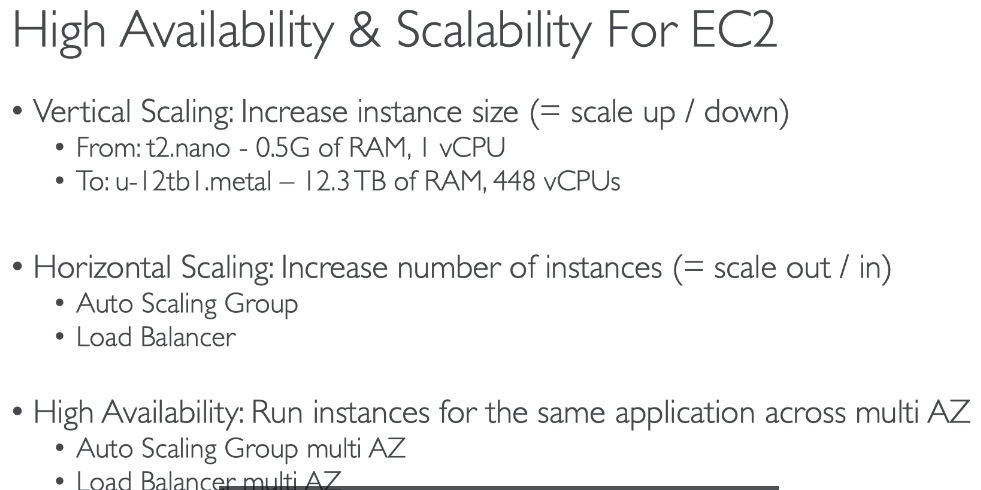 High Availability & Scalability For EC2
• Vertical Scaling: Increase instance size (= scale up / down)
• From: t2.nano - 0.5G of RAM, 1 vCPU
• To: u-12tb1.metal – 12.3 TB of RAM, 448 vCPUs
• Horizontal Scaling: Increase number of instances (= scale out / in)
• Auto Scaling Group
• Load Balancer
• High Availability: Run instances for the same application across multi AZ
• Auto Scaling Group multi AZ
• Load Balancer multi AZ